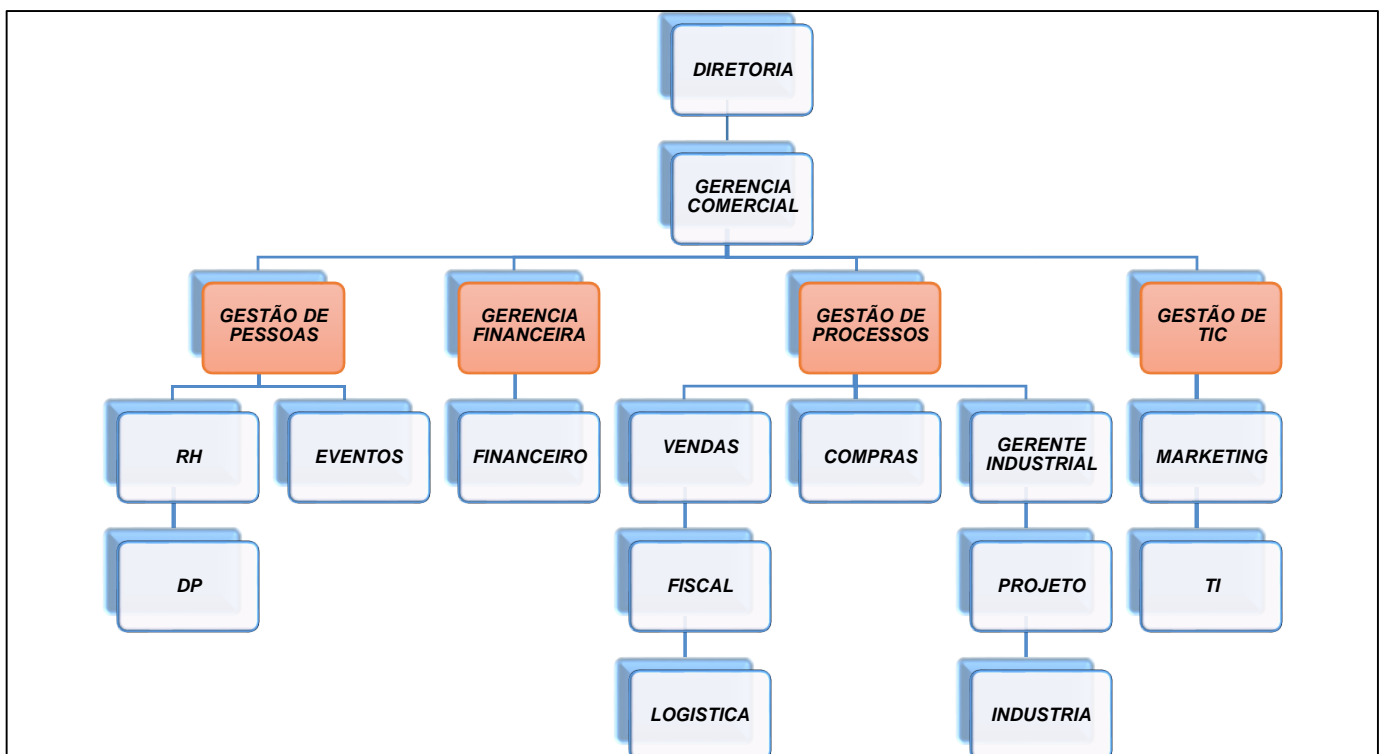 DIRETORIA
GERENCIA
COMERCIAL
GESTÃO DE
PESSOAS
GERENCIA
FINANCEIRA
GESTÃO DE
PROCESSOS
GESTÃO DE
TIC
RH
EVENTOS
FINANCEIRO
VENDAS
COMPRAS
GERENTE
INDUSTRIAL
MARKETING
DP
FISCAL
PROJETO
TI
LOGISTICA
INDUSTRIA